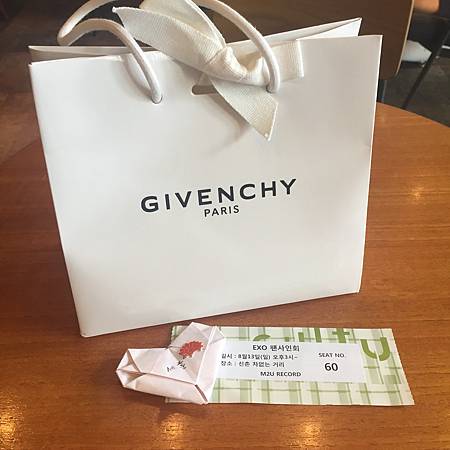 GIVENCHY
PARIS
EXO 팬사인회
일시 : 8월13일(일) 오후3시~
장소 : 신촌 차없는 거리
M2U RECORD
SEAT NO.
60